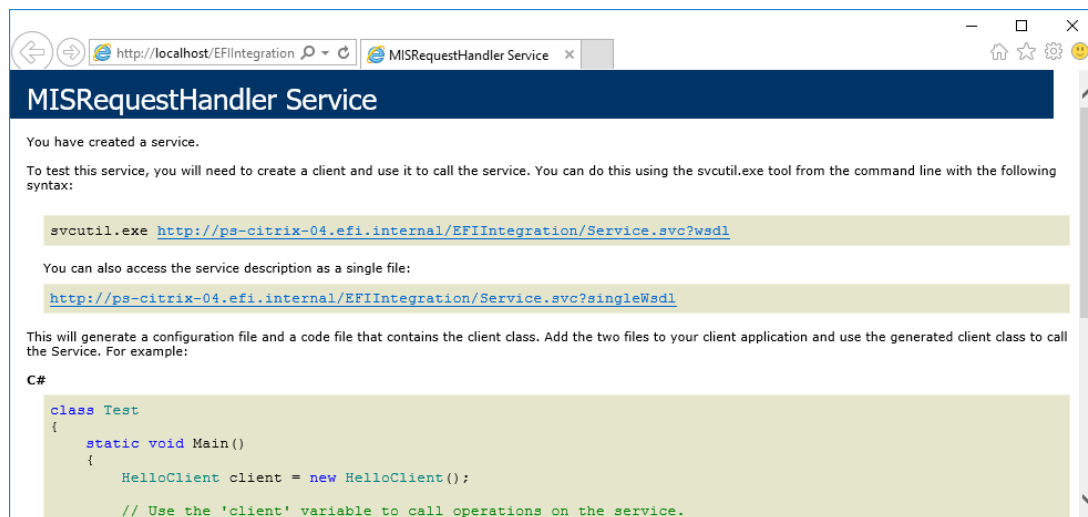 http://localhost/EFIIntegration
MISRequestHandler Service
MISRequestHandler Service
You have created a service.
To test this service, you will need to create a client and use it to call the service. You can do this using the svcutil.exe tool from the command line with the following
syntax:
svcutil.exe http://ps-citrix-04.efi.internal/EFIIntegration/Service.svc?wsdl
You can also access the service description as a single file:
http://ps-citrix-04.efi.internal/EFIIntegration/Service.svc?singleWsdl
This will generate a configuration file and a code file that contains the client class. Add the two files to your client application and use the generated client class to call
the Service. For example:
C#
class Test
{
static void Main()
{
HelloClient client = new HelloClient();
// Use the 'client' variable to call operations on the service.